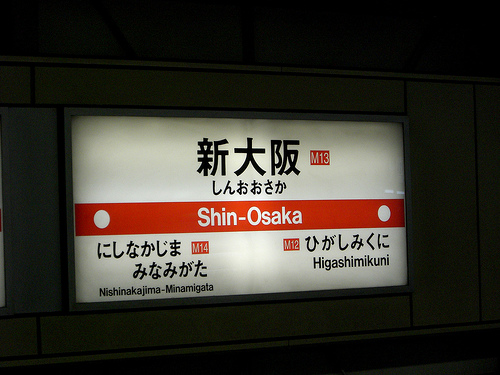 新大阪 M13
しんおおさか
Shin-Osaka
にしなかじま M14
みなみがた
Nishinakajima-Minamigata
M12 ひがしみくに
Higashimikuni